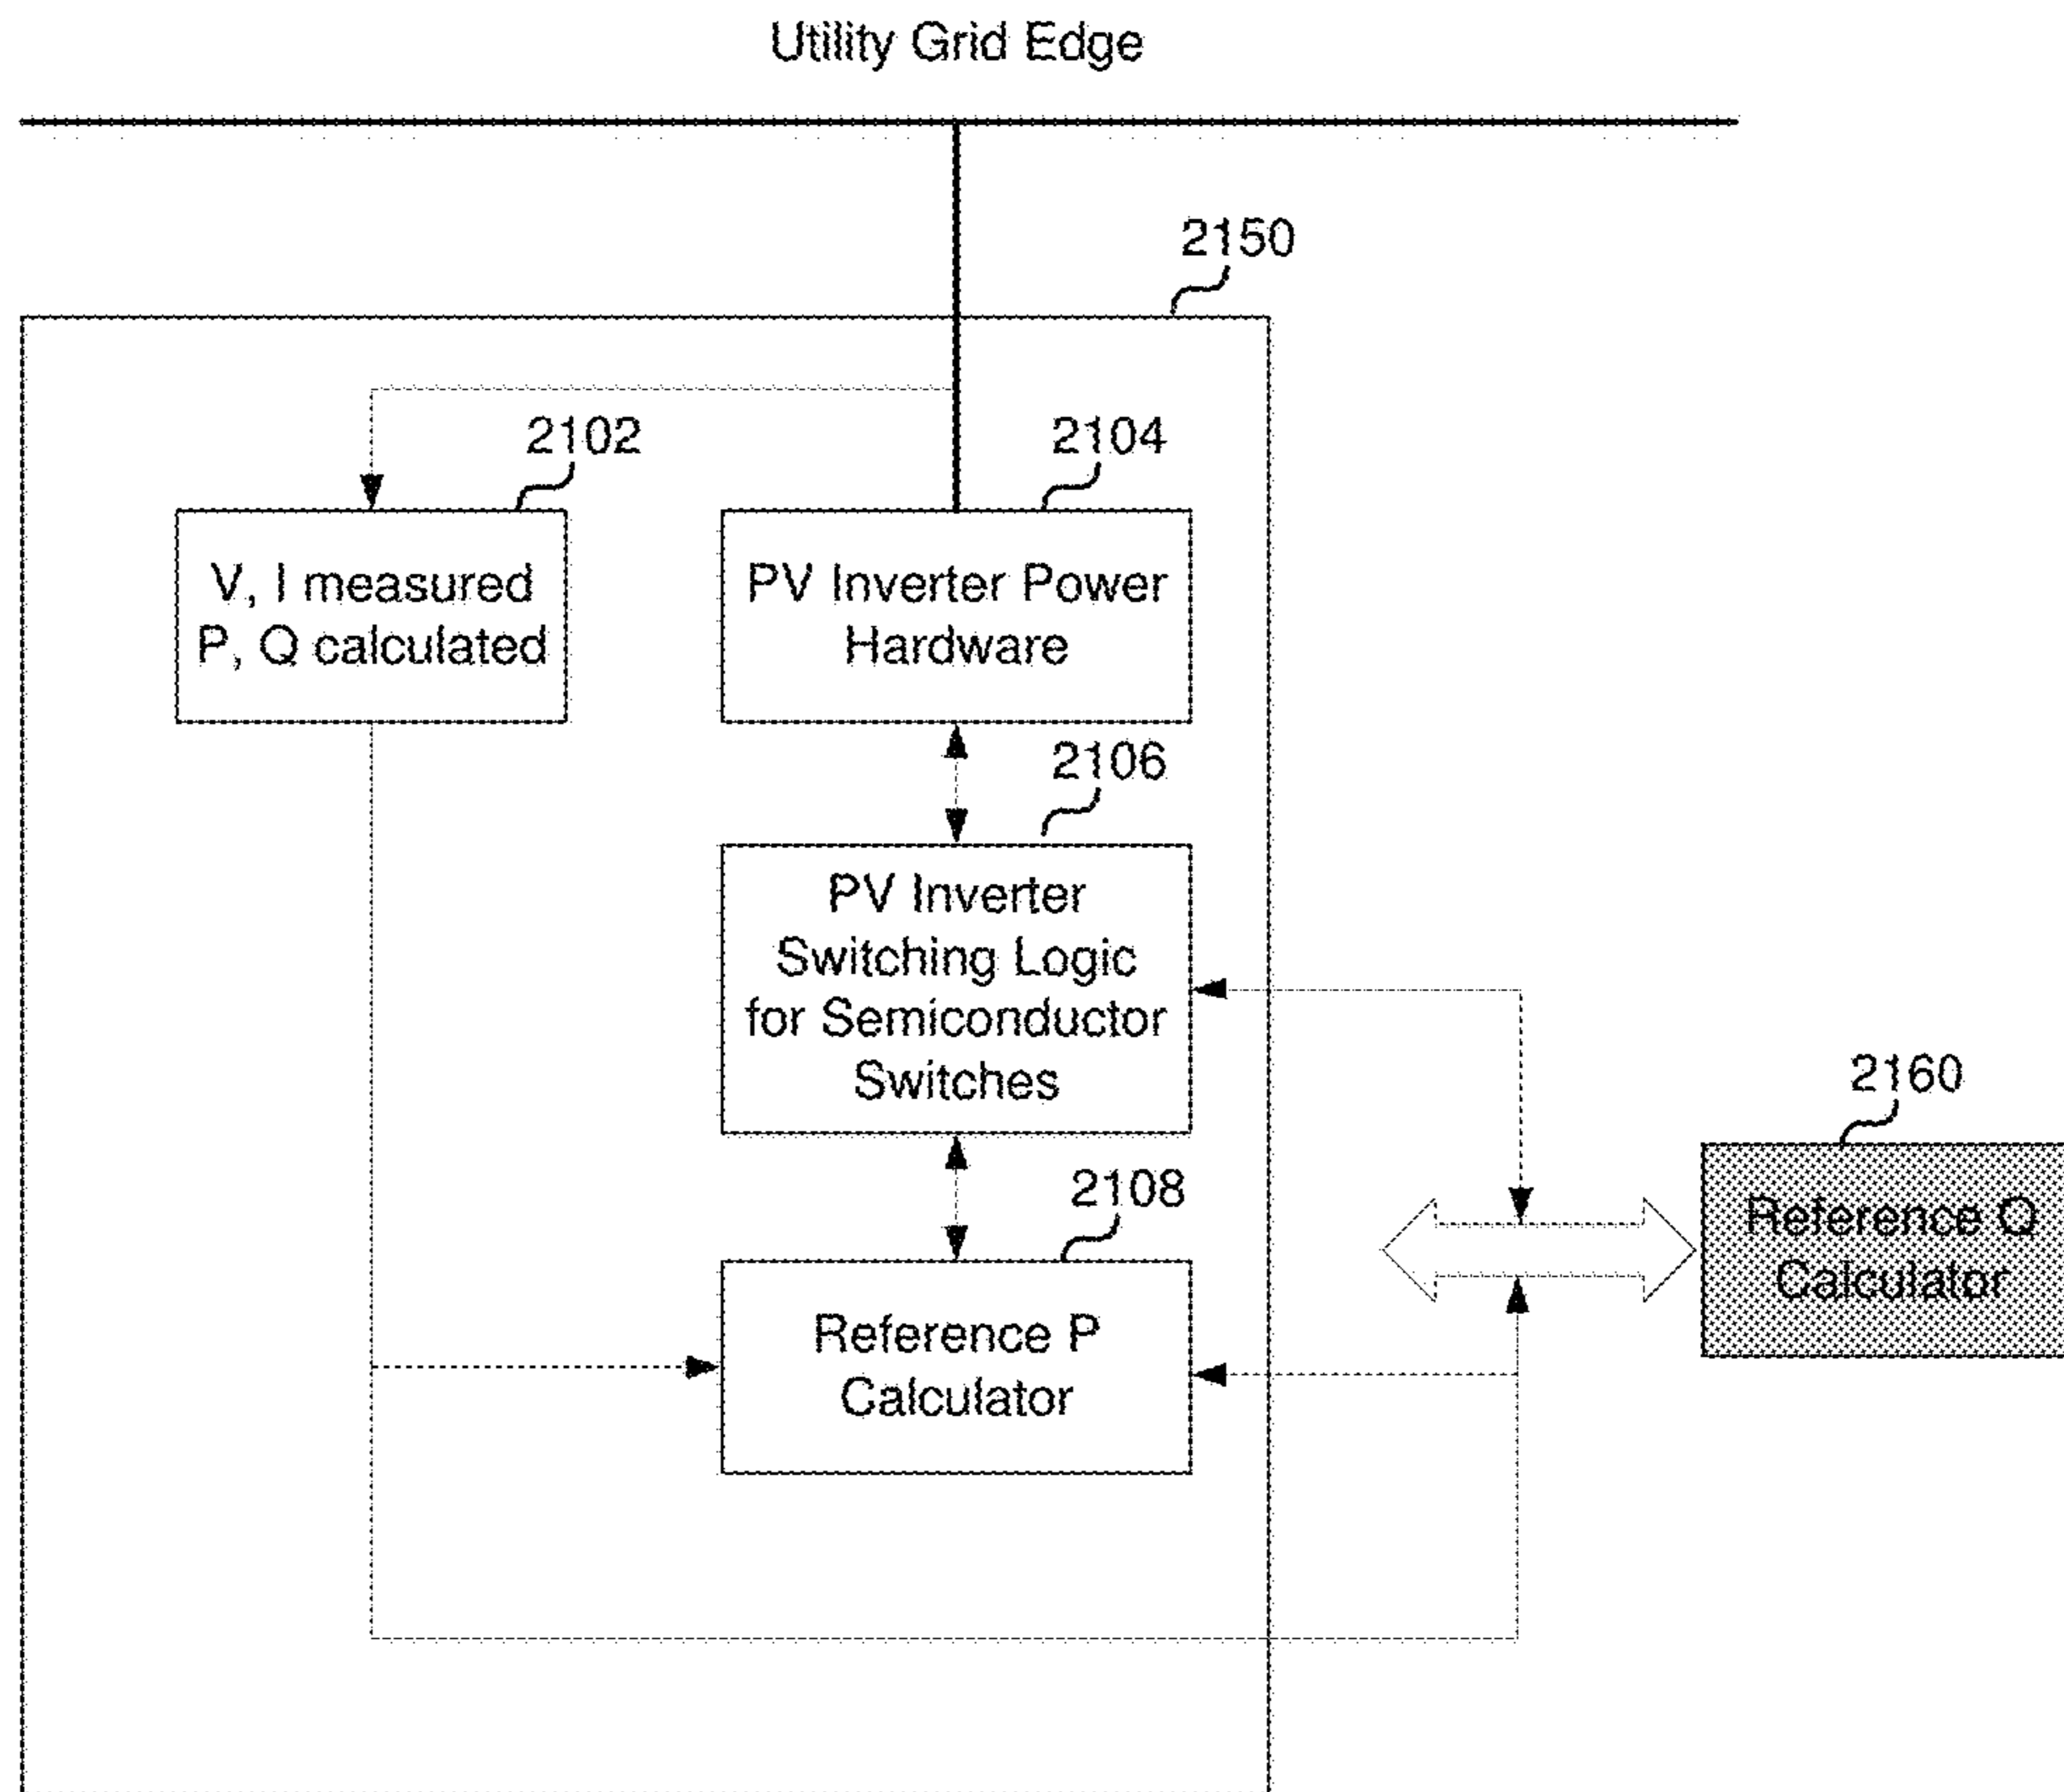 Utility Grid Edge
2150
2102
2104
V, I measured
P, Q calculated
PV Inverter Power
Hardware
2106
PV Inverter
Switching Logic
for Semiconductor
Switches
2160
2108
Reference Q
Calculator
Reference P
Calculator